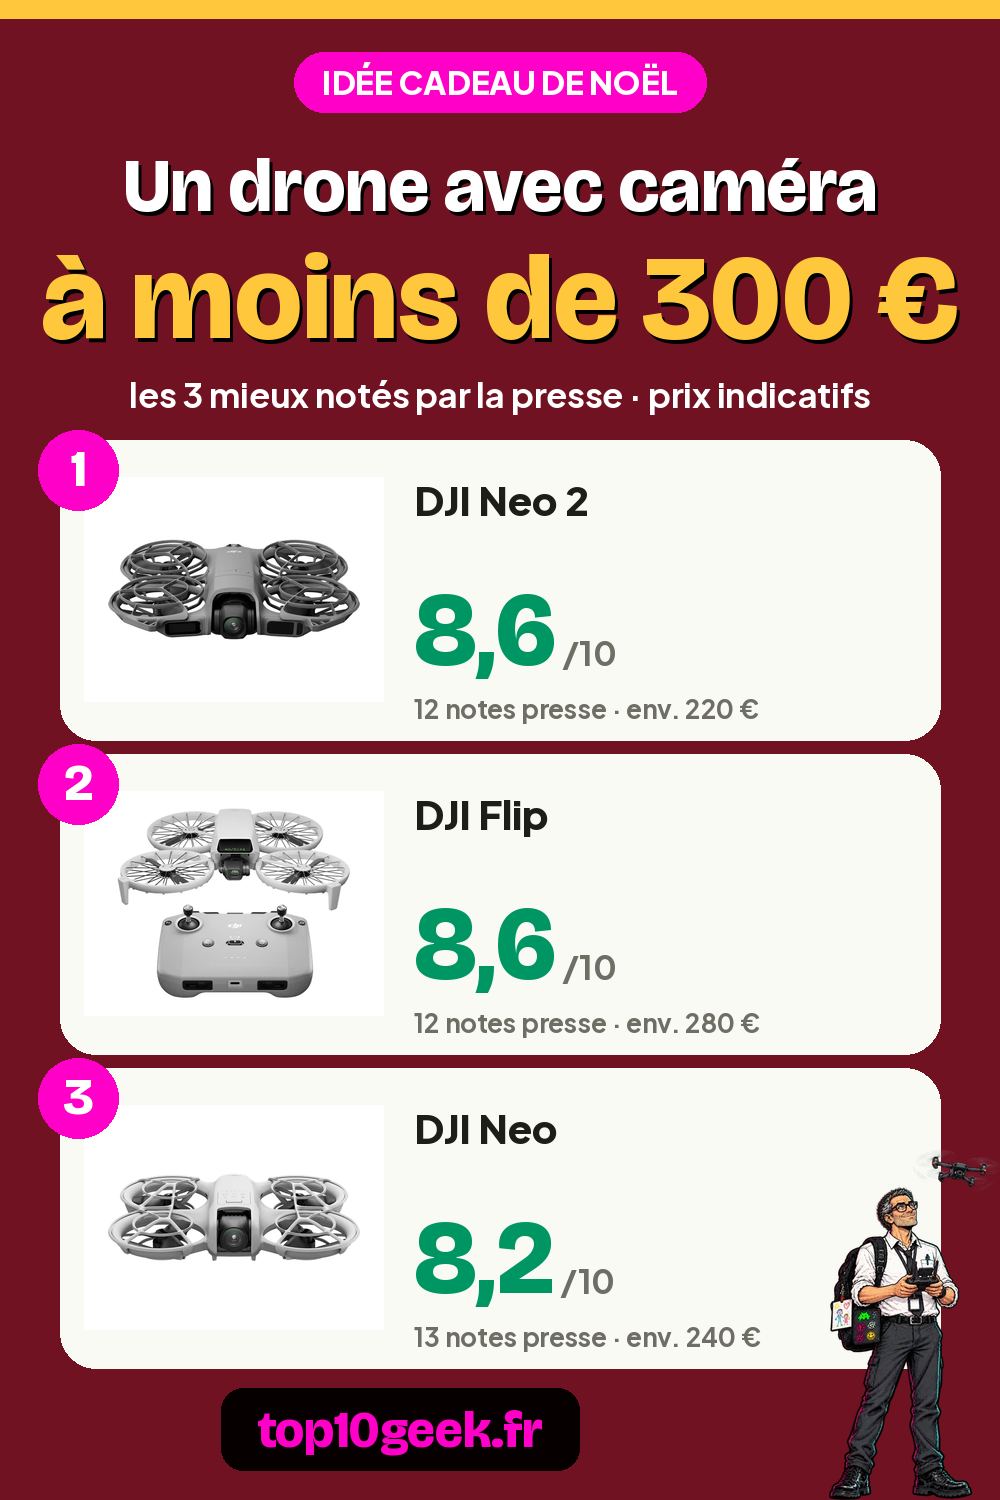 IDÉE CADEAU DE NOËL
Un drone avec caméra
à moins de 300 €
les 3 mieux notés par la presse · prix indicatifs
1
DJI Neo 2
8,6 /10
12 notes presse · env. 220 €
2
DJI Flip
8,6 /10
12 notes presse · env. 280 €
3
DJI Neo
8,2 /10
13 notes presse · env. 240 €
top10geek.fr